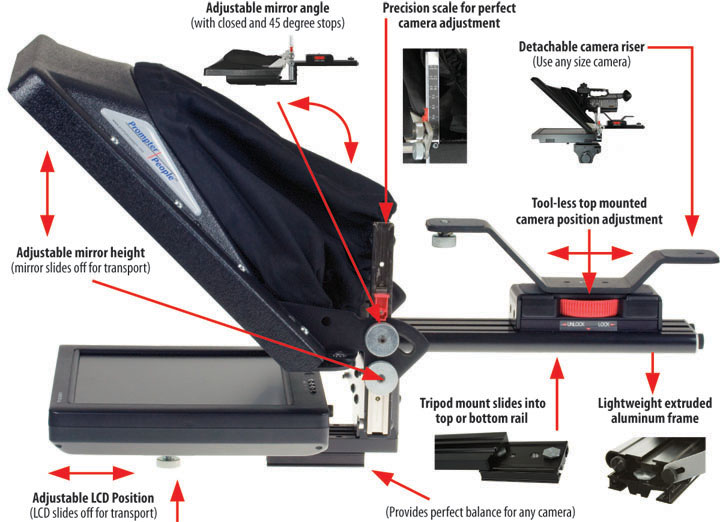 Adjustable mirror angle
(with closed and 45 degree stops)
Precision scale for perfect
camera adjustment
Detachable camera riser
(Use any size camera)
Prompter
People
Tool-less top mounted
camera position adjustment
Adjustable mirror height
(mirror slides off for transport)
UNLOCK LOCK
Tripod mount slides into
top or bottom rail
Lightweight extruded
aluminum frame
Adjustable LCD Position
(LCD slides off for transport)
(Provides perfect balance for any camera)